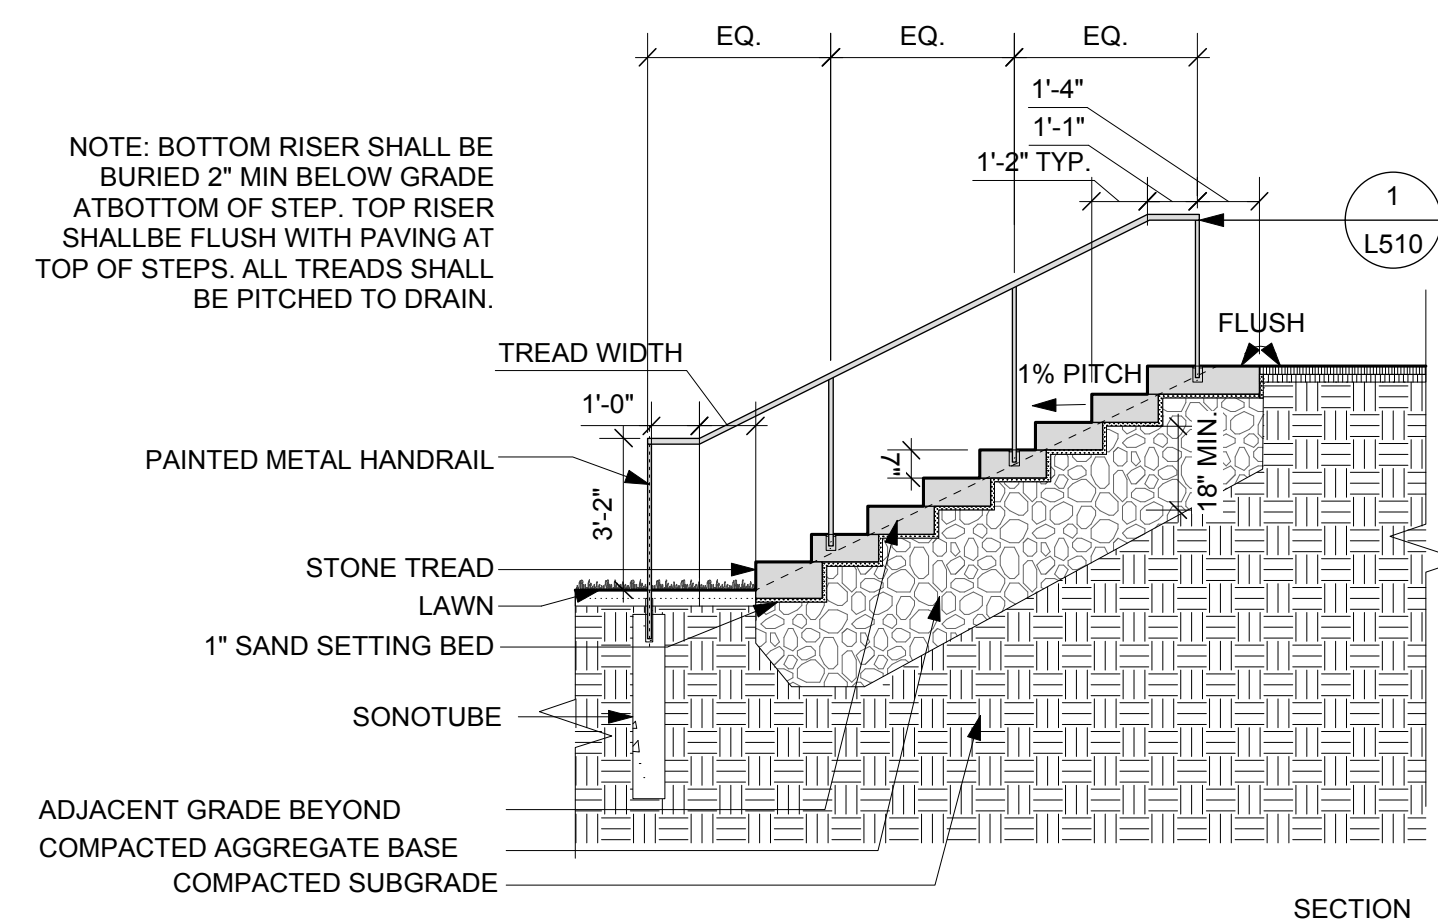 EQ.
EQ.
EQ.
1'-4"
1'-1"
1'-2" TYP.
NOTE: BOTTOM RISER SHALL BE
BURIED 2" MIN BELOW GRADE
ATBOTTOM OF STEP. TOP RISER
SHALLBE FLUSH WITH PAVING AT
TOP OF STEPS. ALL TREADS SHALL
BE PITCHED TO DRAIN.
1
L510
FLUSH
TREAD WIDTH
1% PITCH
1'-0"
PAINTED METAL HANDRAIL
7"
18" MIN.
3'-2"
STONE TREAD
LAWN
1" SAND SETTING BED
SONOTUBE
ADJACENT GRADE BEYOND
COMPACTED AGGREGATE BASE
COMPACTED SUBGRADE
SECTION